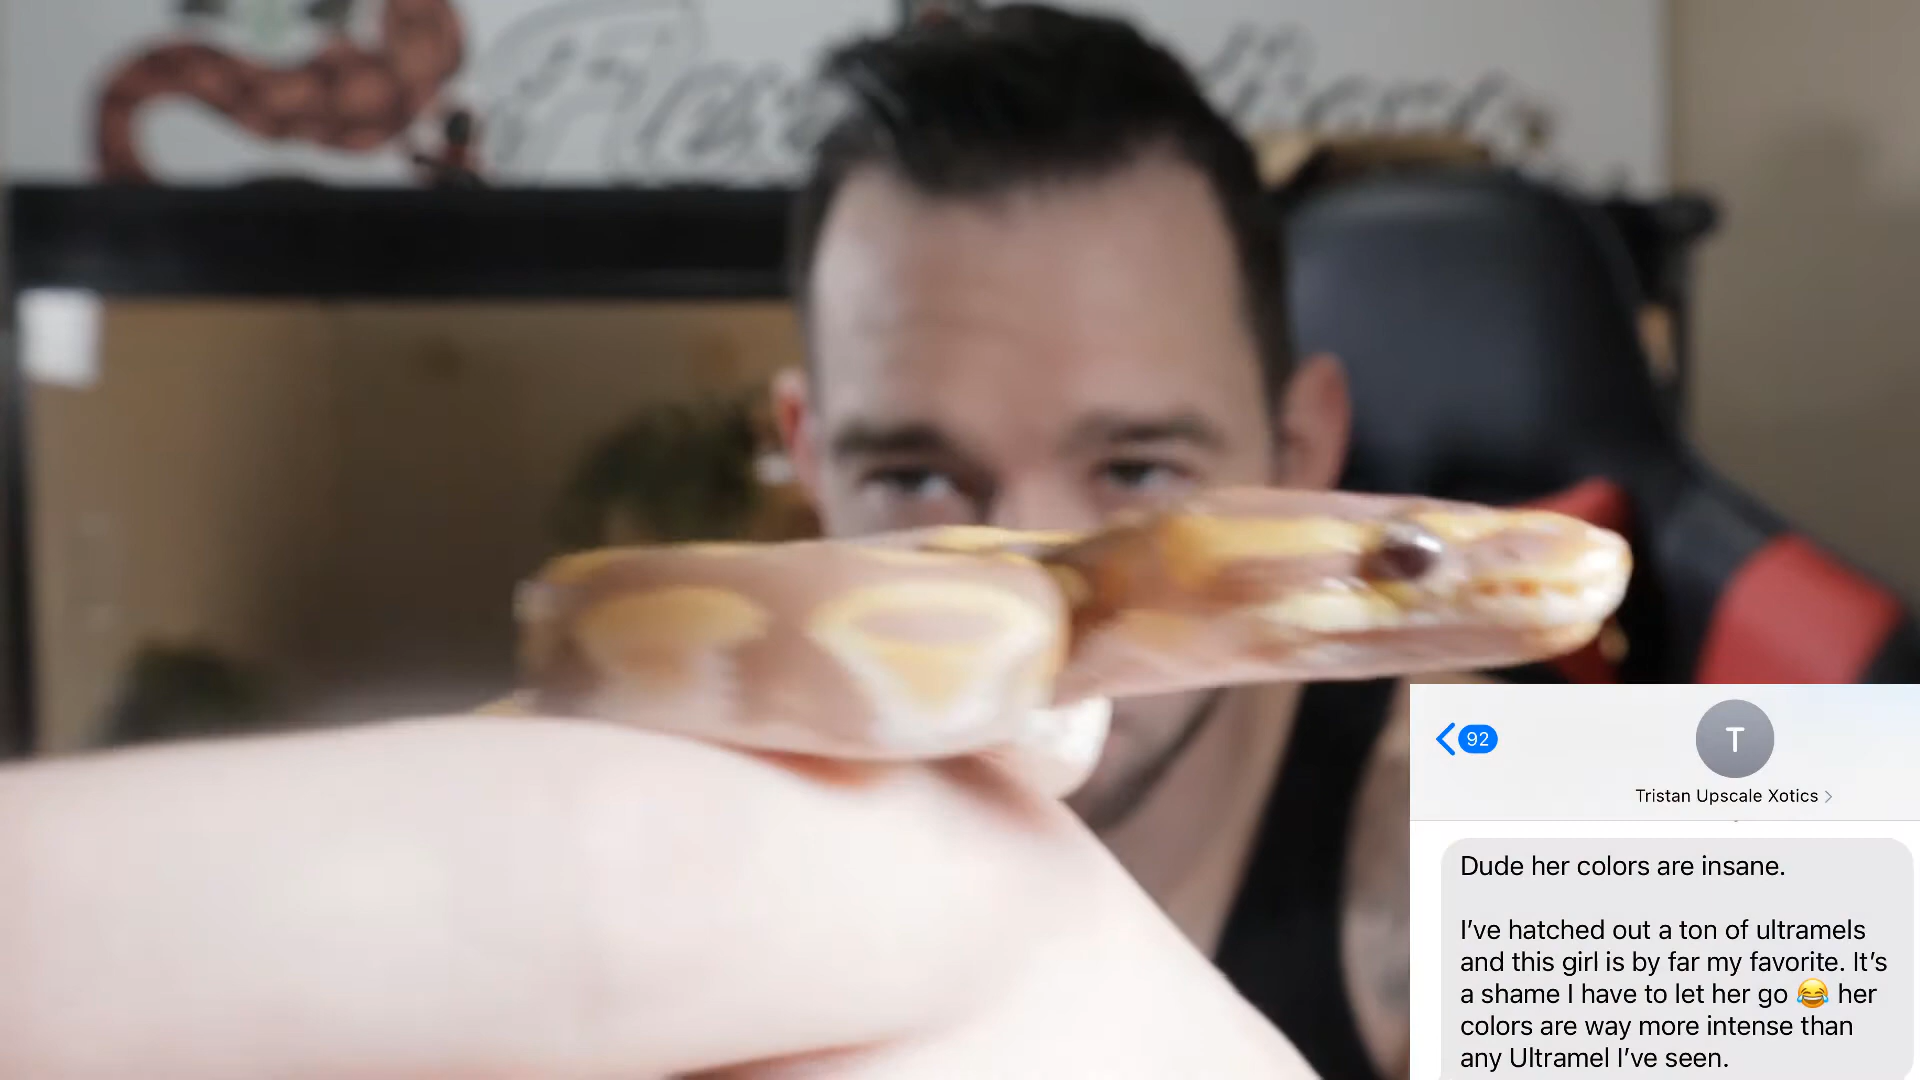 92
T
Tristan Upscale Xotics
Dude her colors are insane.
I've hatched out a ton of ultramels
and this girl is by far my favorite. It's
a shame I have to let her go 😂 her
colors are way more intense than
any Ultramel I've seen.